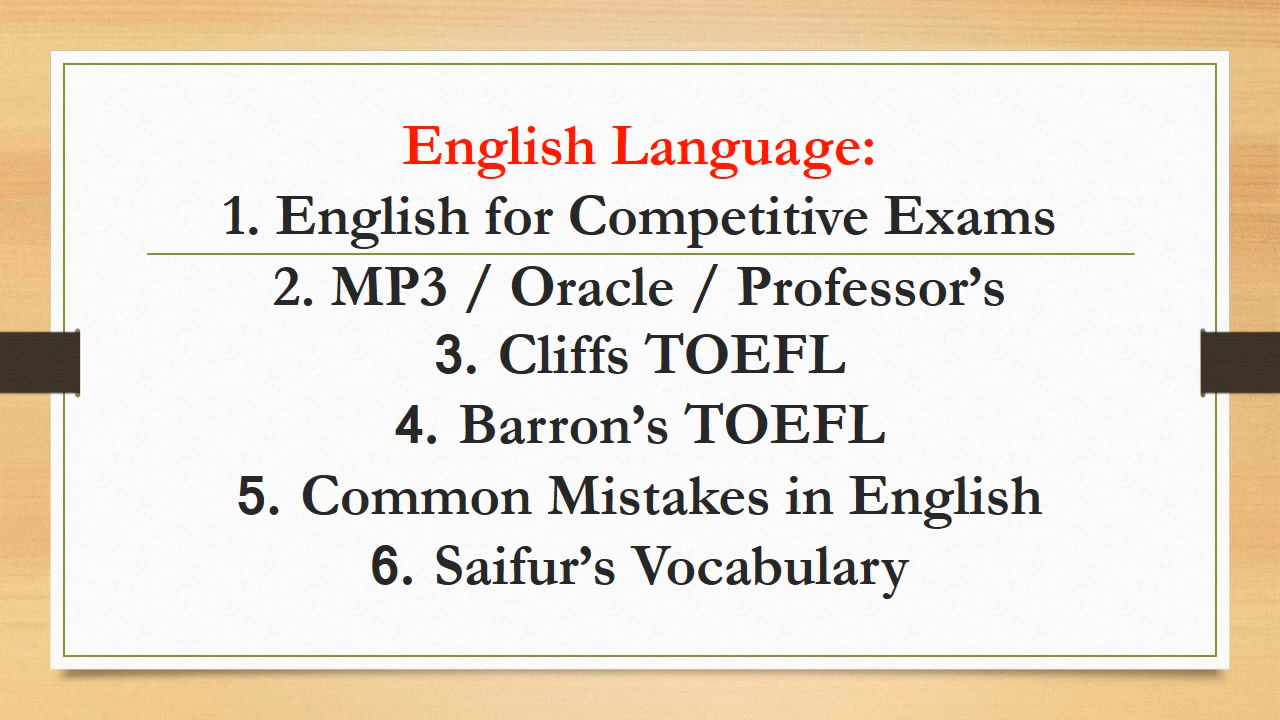 English Language:
1. English for Competitive Exams
2. MP3 / Oracle / Professor’s
3. Cliffs TOEFL
4. Barron’s TOEFL
5. Common Mistakes in English
6. Saifur’s Vocabulary